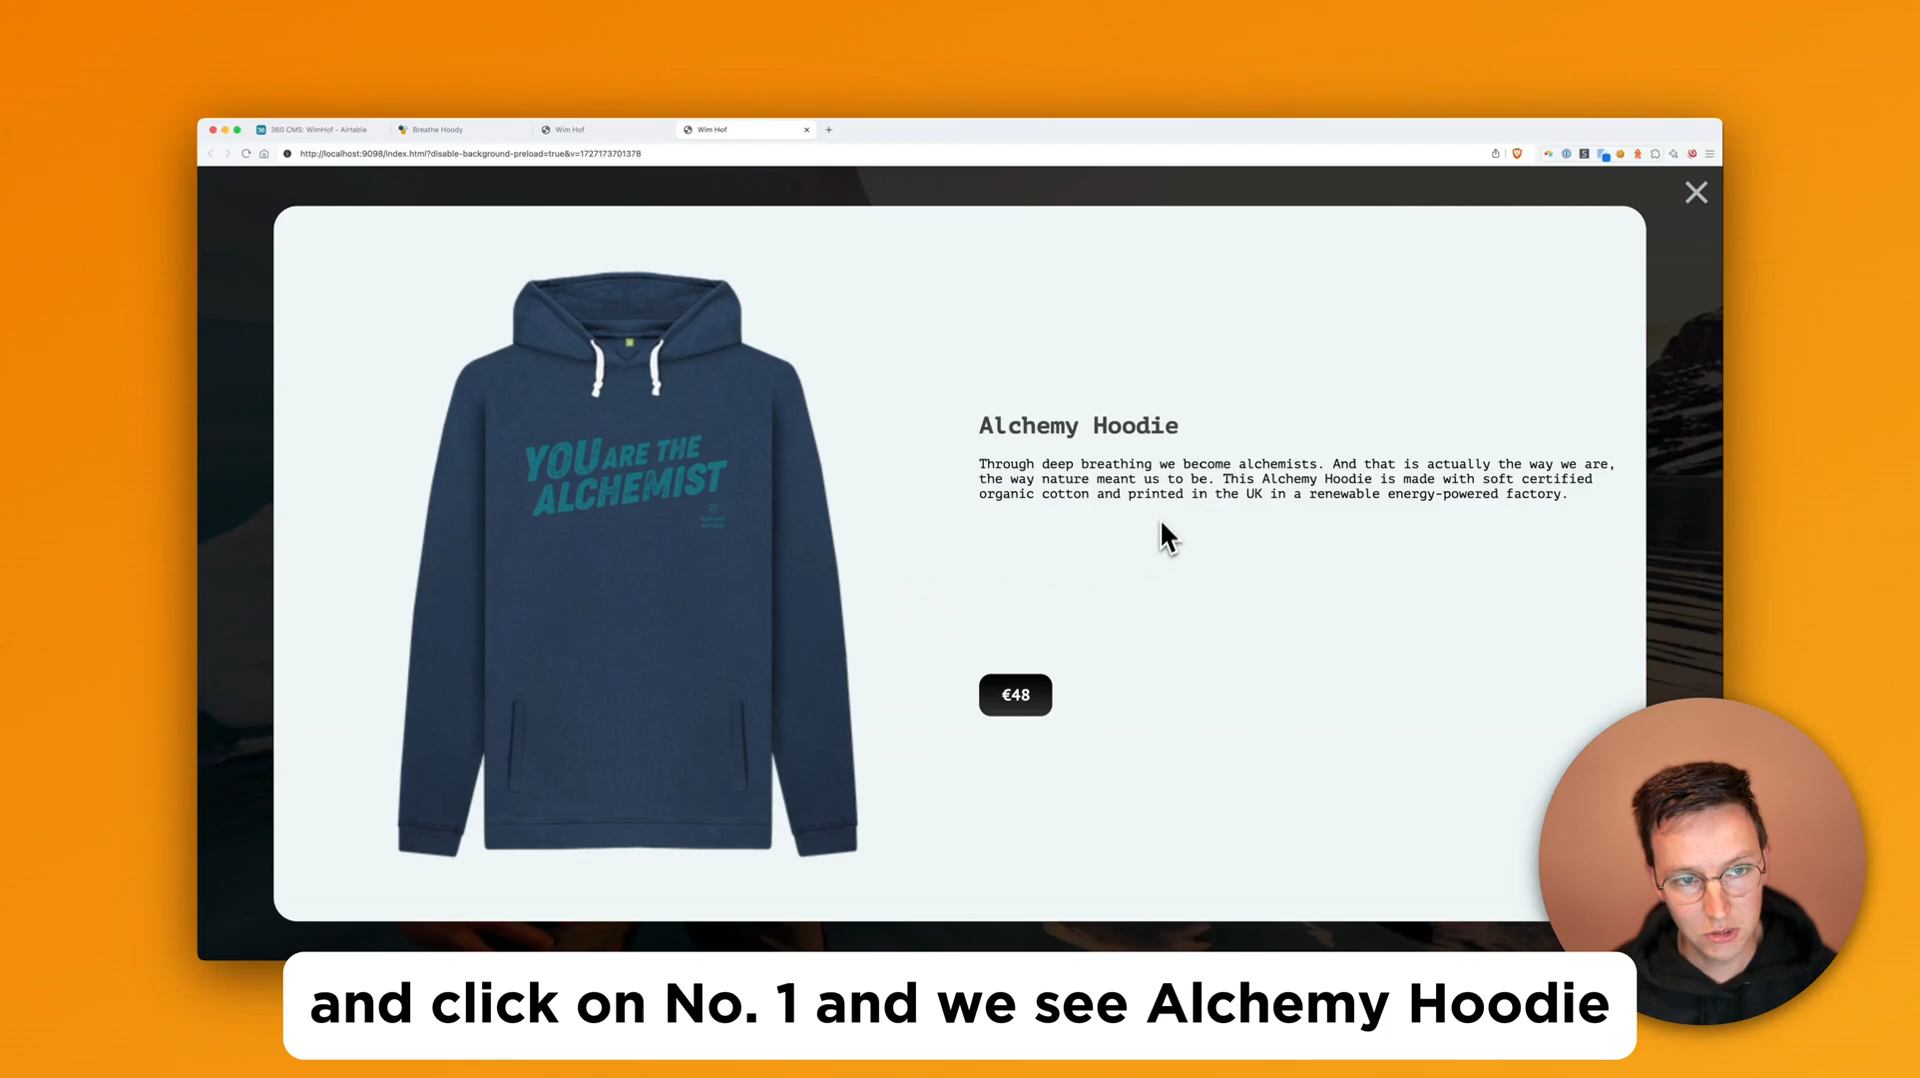 360 CMS: WimHof - Airtable
Breathe Hoody
Wim Hof
Wim Hof
http://localhost:9098/index.html?disable-background-preload=true&v=1727173701378
YOU ARE THE
ALCHEMIST
Alchemy Hoodie
Through deep breathing we become alchemists. And that is actually the way we are,
the way nature meant us to be. This Alchemy Hoodie is made with soft certified
organic cotton and printed in the UK in a renewable energy-powered factory.
€48
and click on No. 1 and we see Alchemy Hoodie